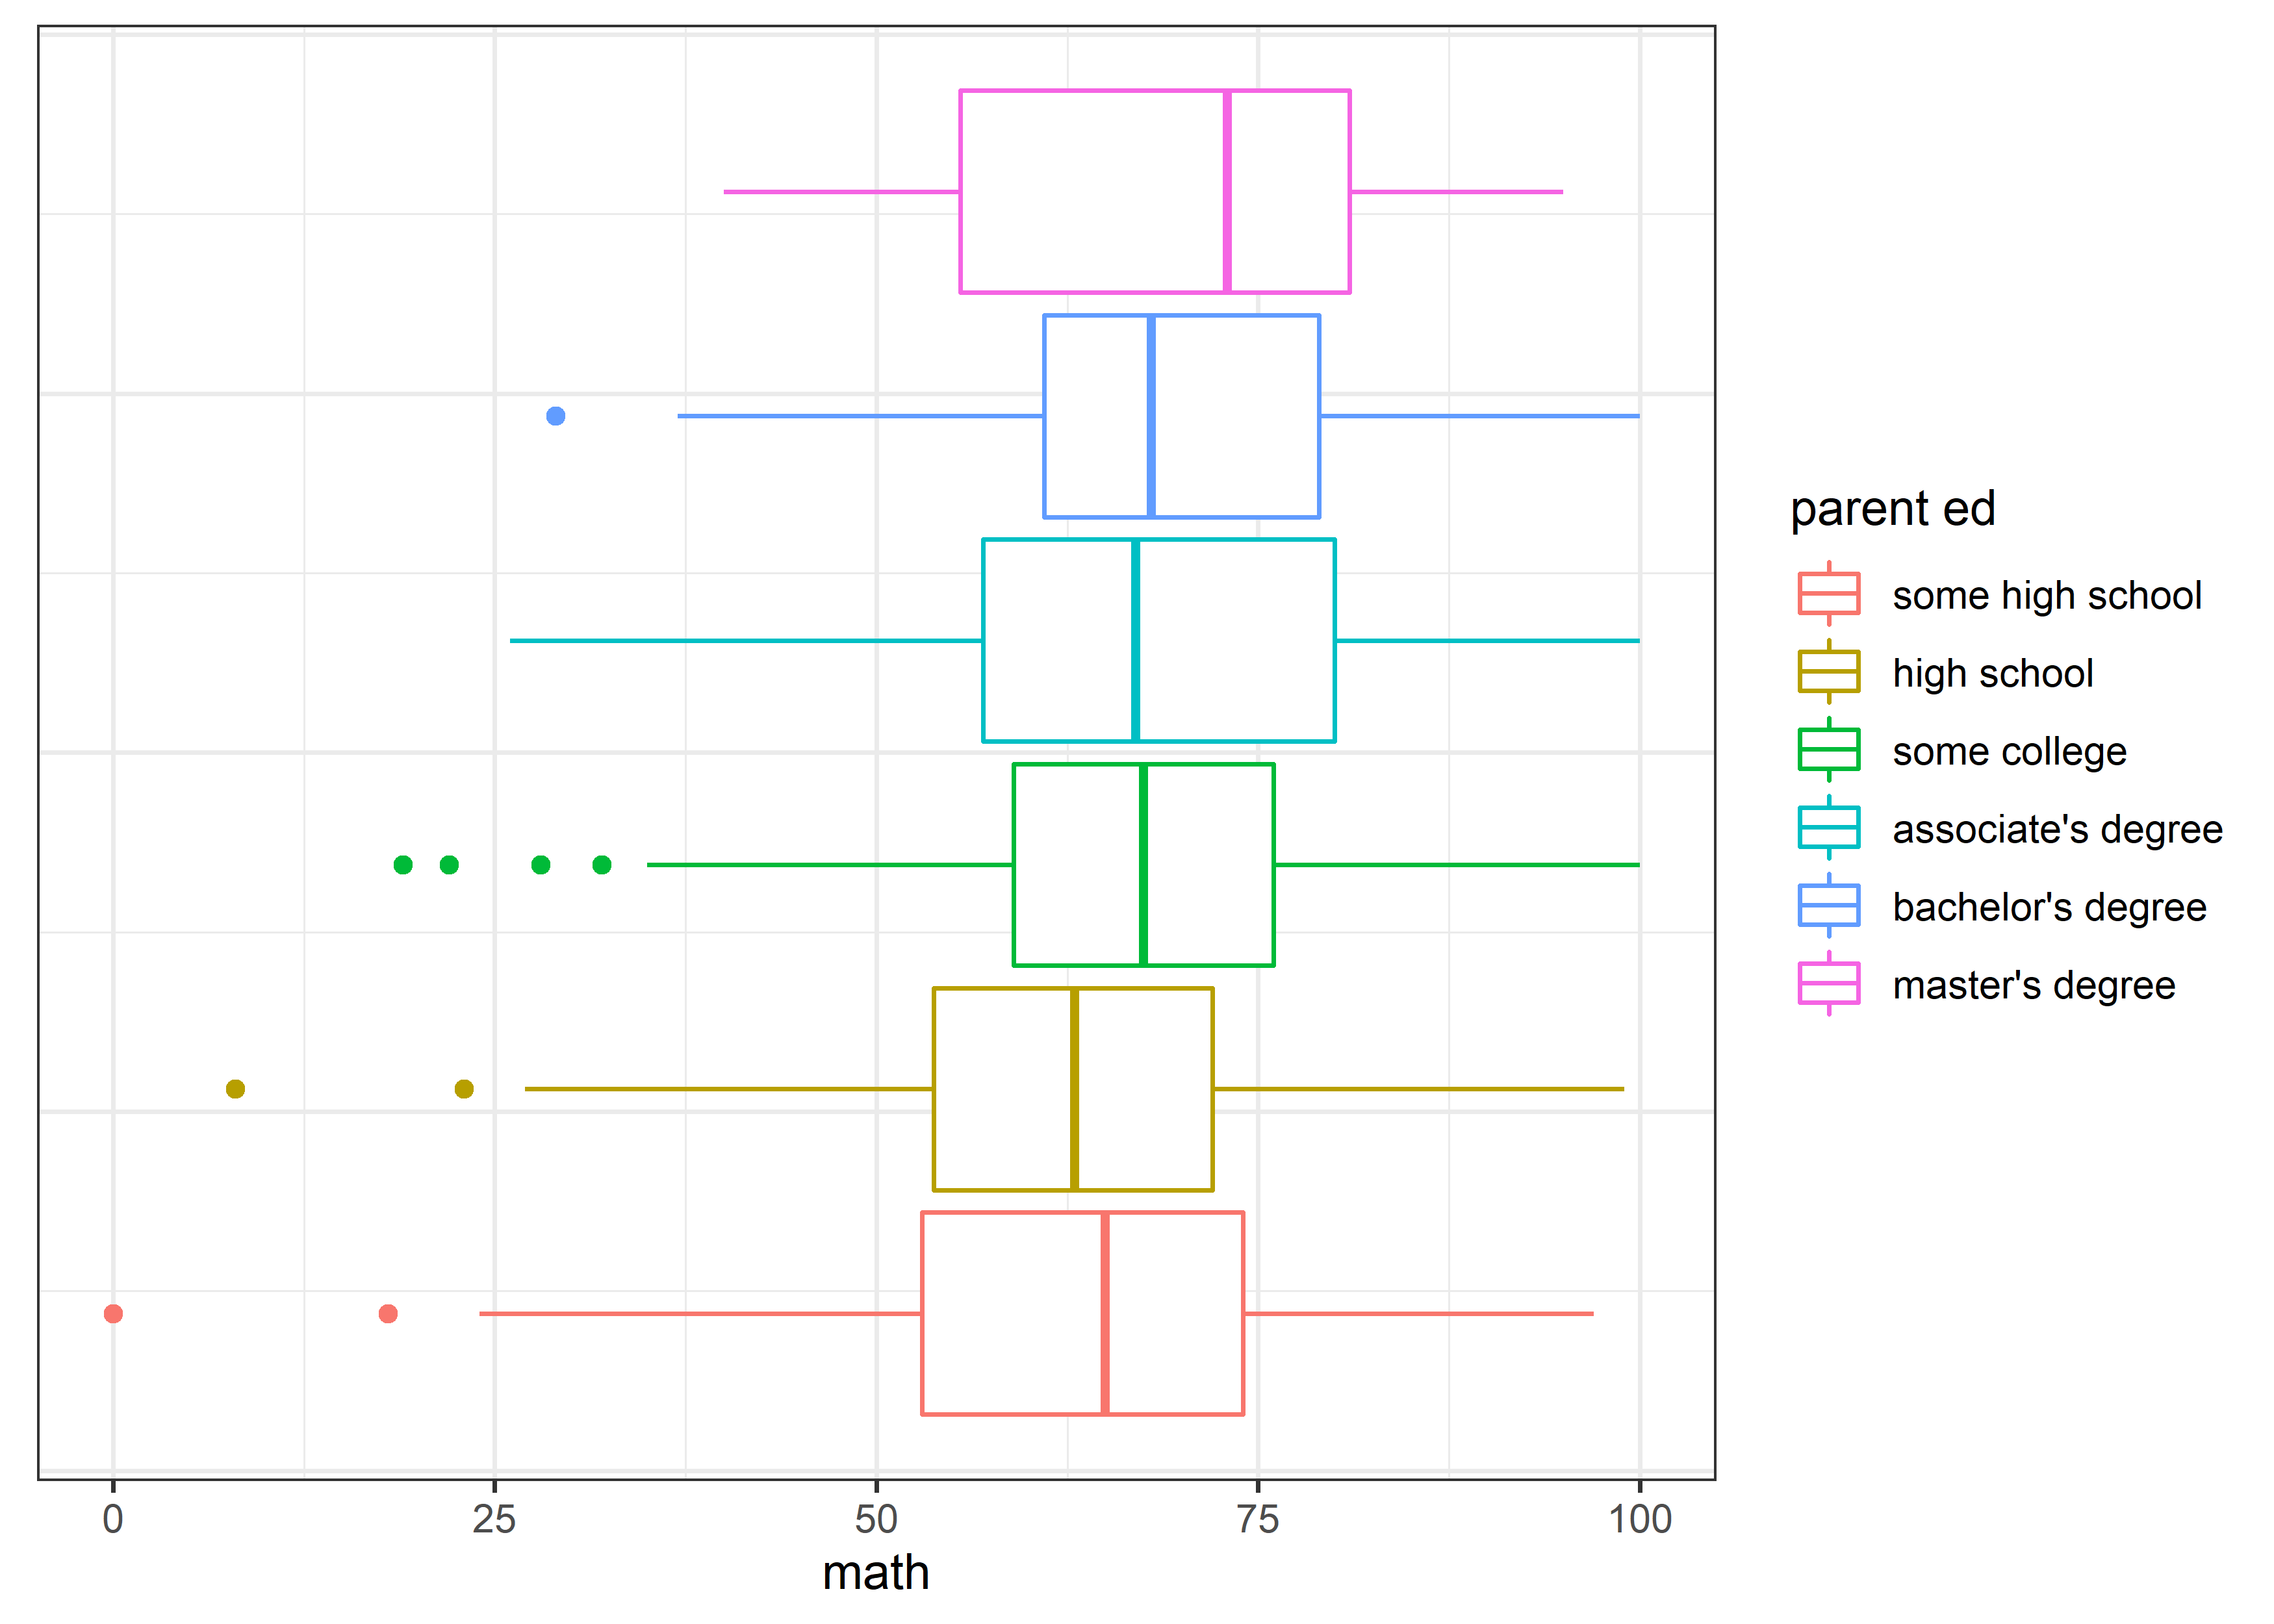 parent ed
some high school
high school
some college
associate's degree
bachelor's degree
master's degree
0 25 50 75 100
math